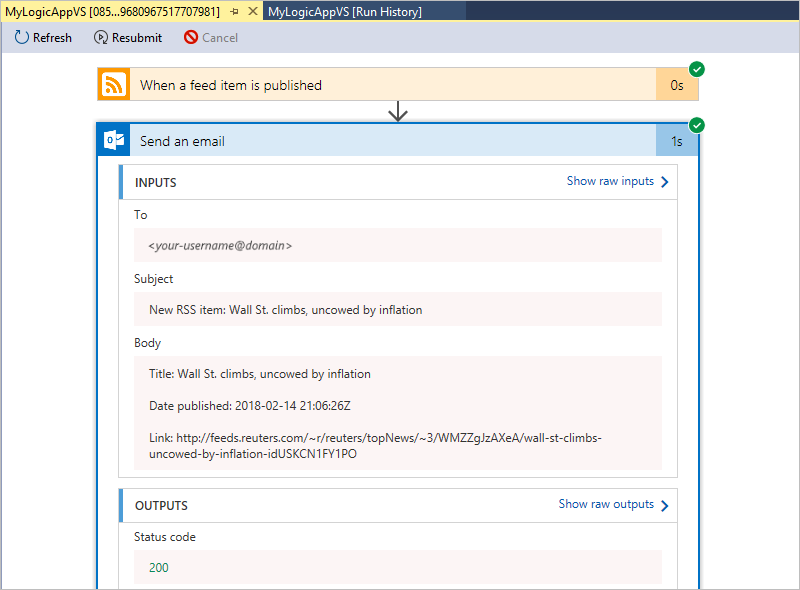 MyLogicAppVS [085...9680967517707981]
MyLogicAppVS [Run History]
Refresh
Resubmit
Cancel
When a feed item is published
0s
Send an email
1s
INPUTS
Show raw inputs
To
<your-username@domain>
Subject
New RSS item: Wall St. climbs, uncowed by inflation
Body
Title: Wall St. climbs, uncowed by inflation
Date published: 2018-02-14 21:06:26Z
Link: http://feeds.reuters.com/~r/reuters/topNews/~3/WMZZgJzAXeA/wall-st-climbs-
uncowed-by-inflation-idUSKCN1FY1PO
OUTPUTS
Show raw outputs
Status code
200